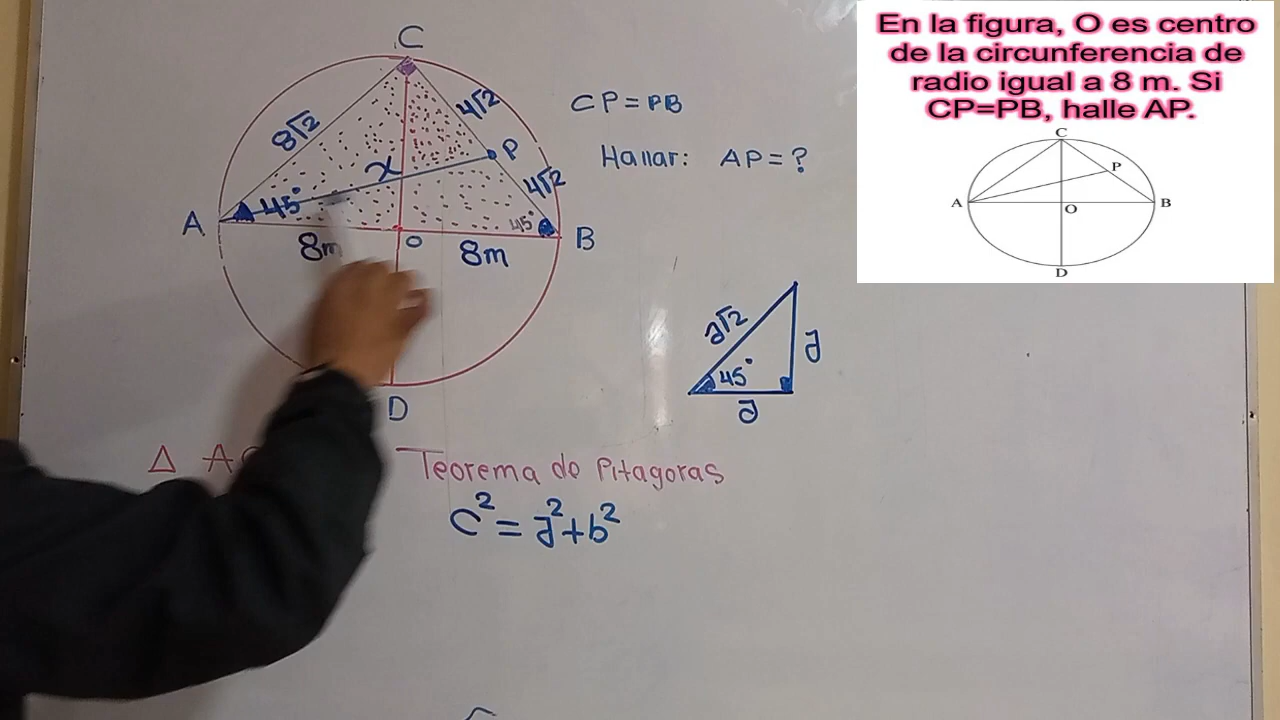 En la figura, O es centro
de la circunferencia de
radio igual a 8 m. Si
CP=PB, halle AP.
C
P
A
O
B
D
C
8√2
4√2
CP = PB
P
x
Hallar: AP = ?
4√2
45°
A
45°
8m
O
8m
B
a√2
a
45°
a
D
Δ A
Teorema de Pitagoras
c² = a² + b²